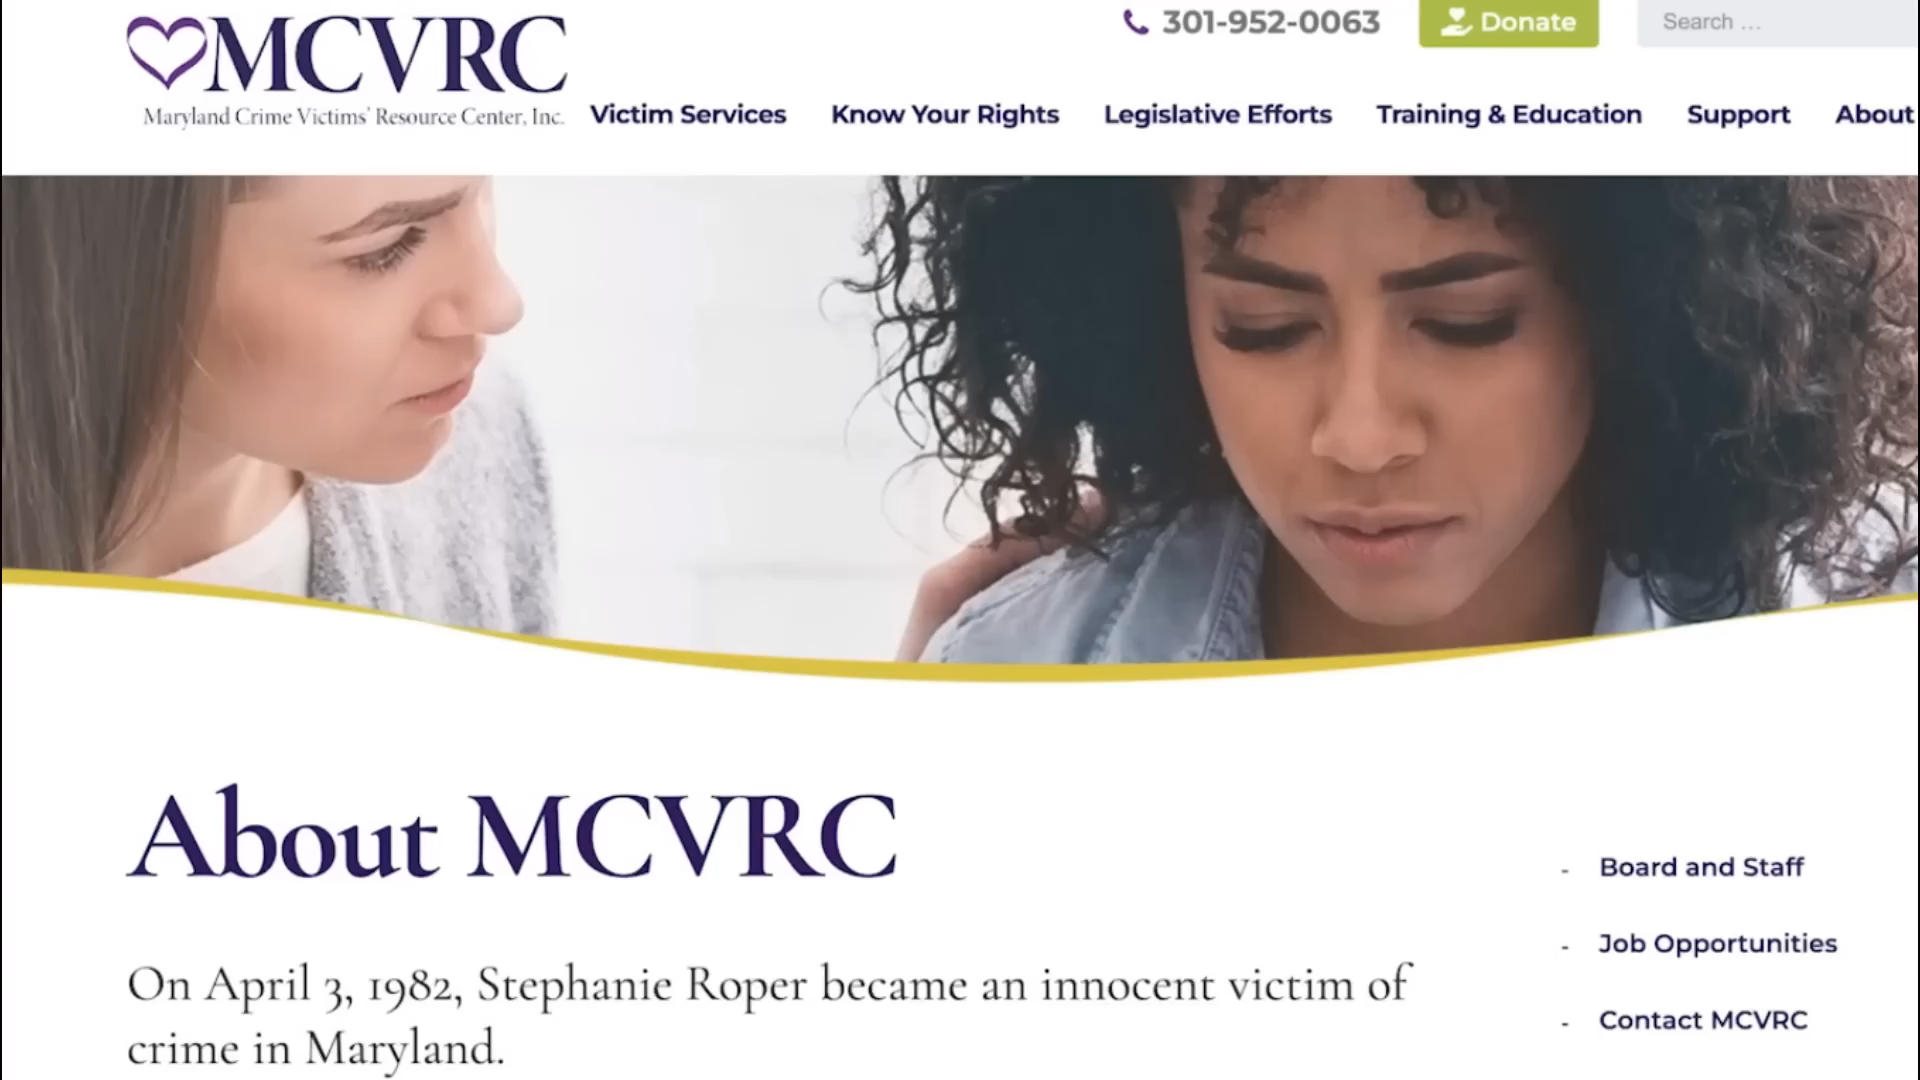 MCVRC
Maryland Crime Victims' Resource Center, Inc.
301-952-0063
Donate
Search ...
Victim Services
Know Your Rights
Legislative Efforts
Training & Education
Support
About
About MCVRC
On April 3, 1982, Stephanie Roper became an innocent victim of
crime in Maryland.
- Board and Staff
- Job Opportunities
- Contact MCVRC